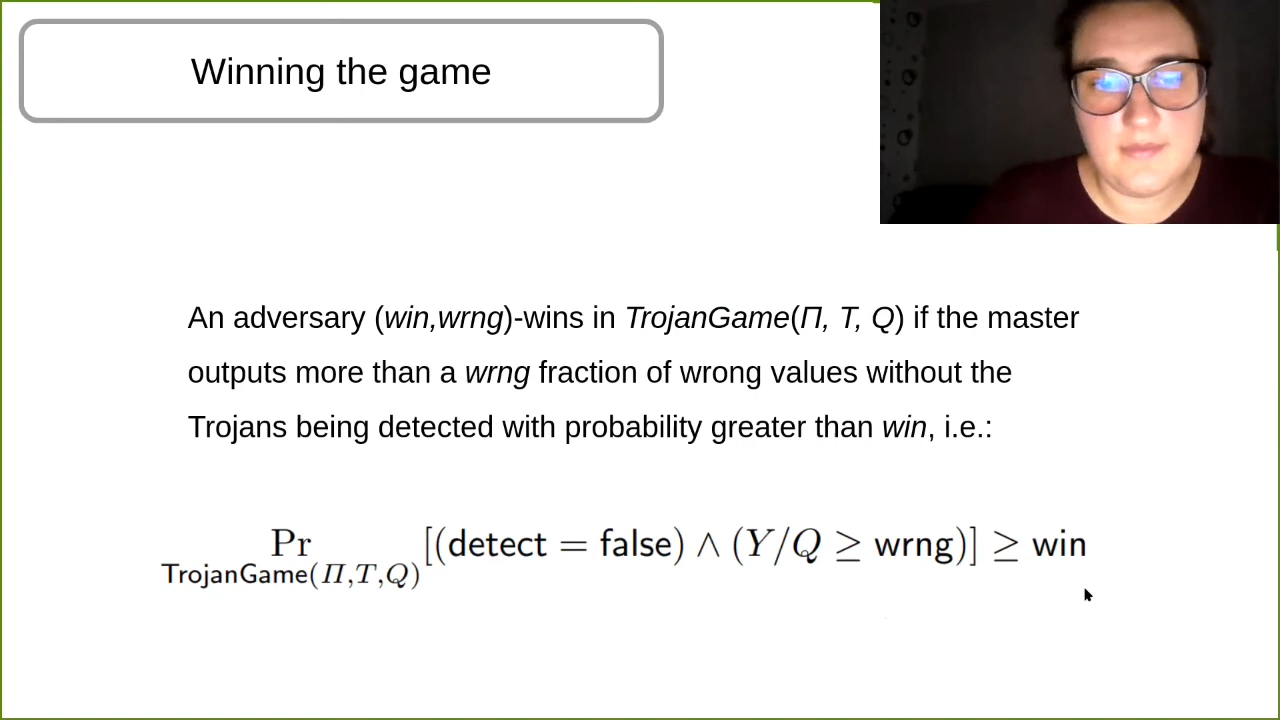 Winning the game
An adversary (win,wrng)-wins in TrojanGame(Π, T, Q) if the master
outputs more than a wrng fraction of wrong values without the
Trojans being detected with probability greater than win, i.e.:
Pr [(detect = false) ∧ (Y/Q ≥ wrng)] ≥ win
TrojanGame(Π,T,Q)